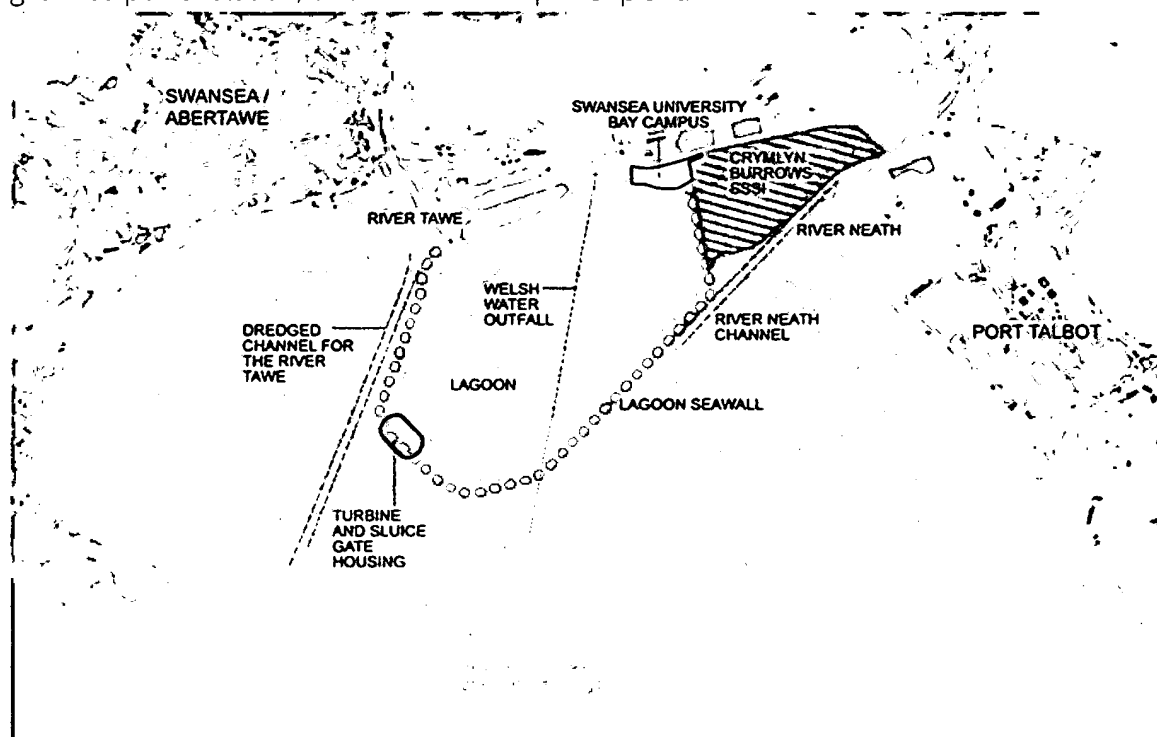 SWANSEA /
ABERTAWE
SWANSEA UNIVERSITY
BAY CAMPUS
CRYMLYN
BURROWS
SSSI
RIVER TAWE
RIVER NEATH
WELSH
WATER
OUTFALL
RIVER NEATH
CHANNEL
DREDGED
CHANNEL FOR
THE RIVER
TAWE
PORT TALBOT
LAGOON
LAGOON SEAWALL
TURBINE
AND SLUICE
GATE
HOUSING